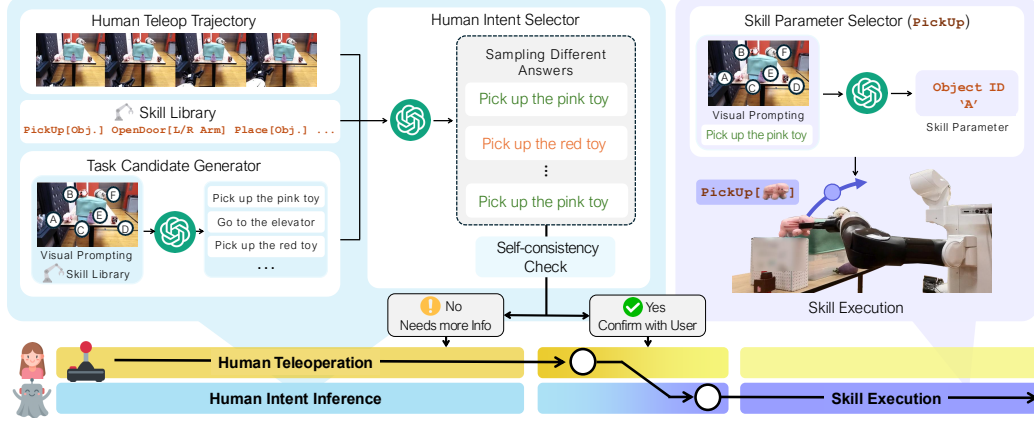 Human Teleop Trajectory
Skill Library
PickUp[Obj.] OpenDoor[L/R Arm] Place[Obj.] ...
Task Candidate Generator
B
F
A
E
C
D
Visual Prompting
Skill Library
Pick up the pink toy
Go to the elevator
Pick up the red toy
...
Human Intent Selector
Sampling Different
Answers
Pick up the pink toy
Pick up the red toy
Pick up the pink toy
Self-consistency
Check
No
Needs more Info
Yes
Confirm with User
Skill Parameter Selector (PickUp)
B
F
A
E
C
D
Visual Prompting
Pick up the pink toy
Object ID
‘A’
Skill Parameter
PickUp[ ]
Skill Execution
Human Teleoperation
Human Intent Inference
Skill Execution